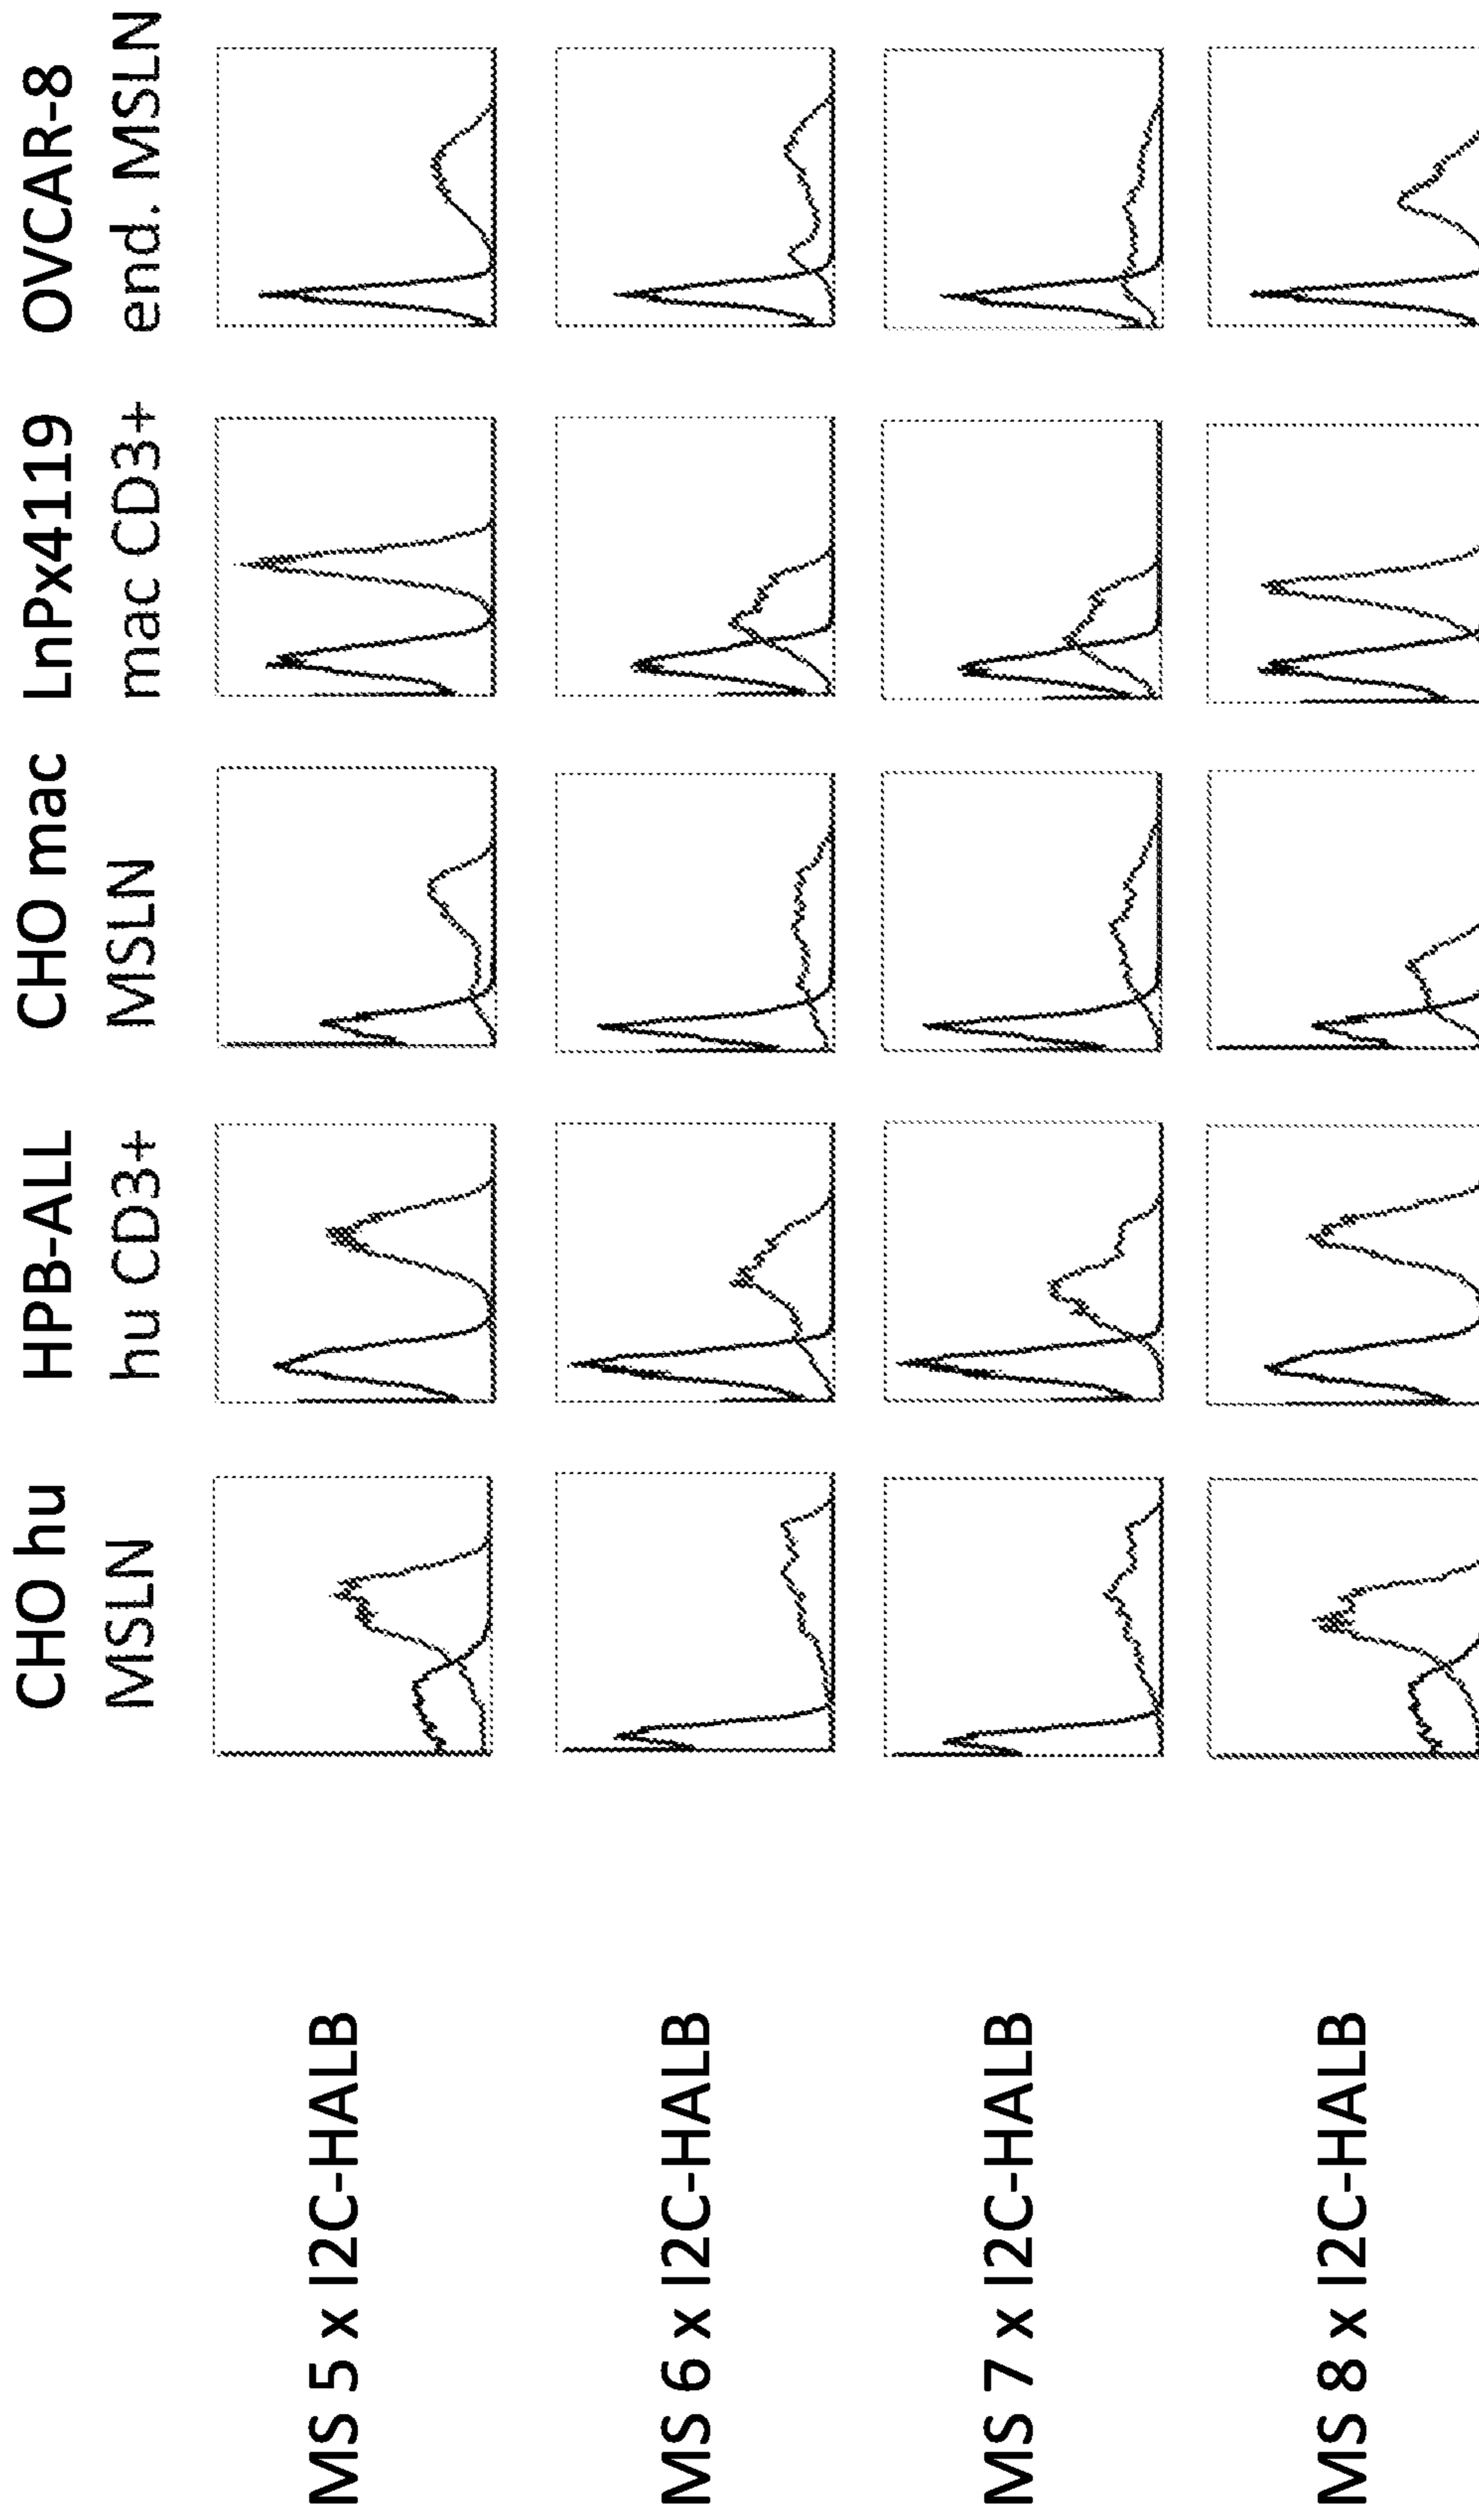 CHO hu
MSLN
HPB-ALL
hu CD3+
CHO mac
MSLN
LnPx4119
mac CD3+
OVCAR-8
end. MSLN
MS 5 x I2C-HALB
MS 6 x I2C-HALB
MS 7 x I2C-HALB
MS 8 x I2C-HALB